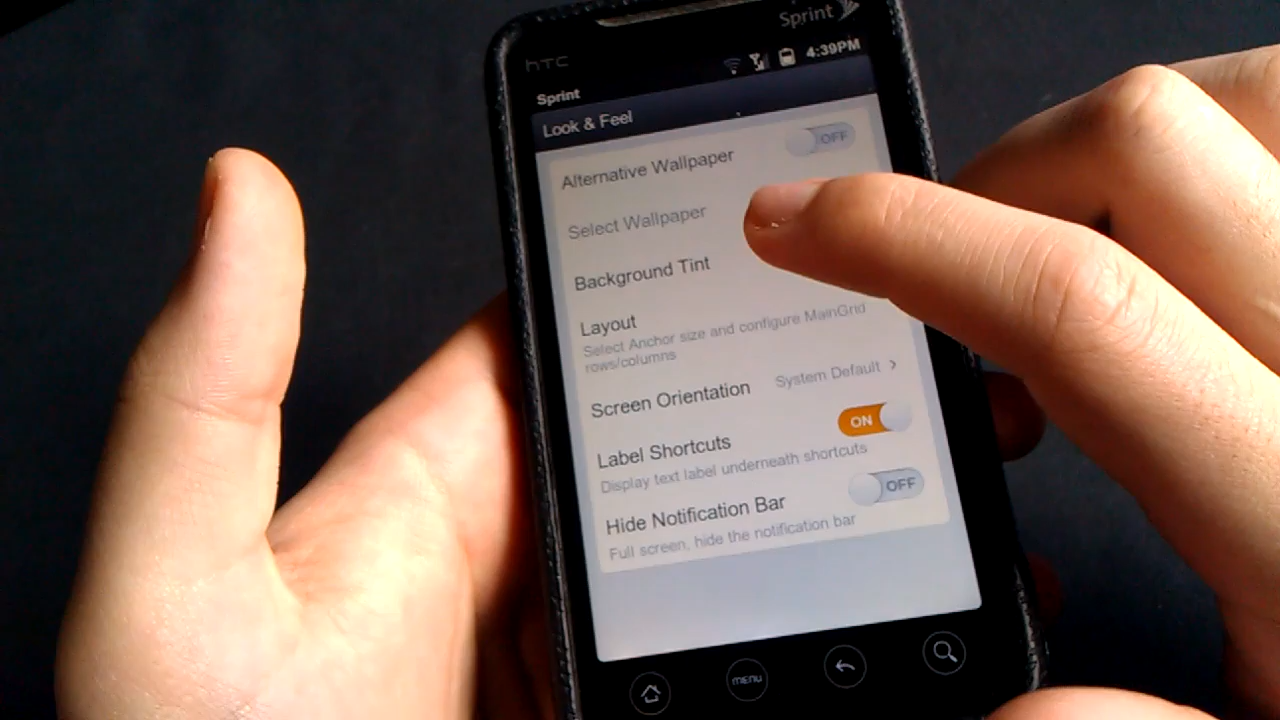 Sprint
hTC
4:39PM
Sprint
Look & Feel
Alternative Wallpaper OFF
Select Wallpaper
Background Tint
Layout
Select Anchor size and configure MainGrid
rows/columns
Screen Orientation System Default >
Label Shortcuts ON
Display text label underneath shortcuts
Hide Notification Bar OFF
Full screen, hide the notification bar
menu